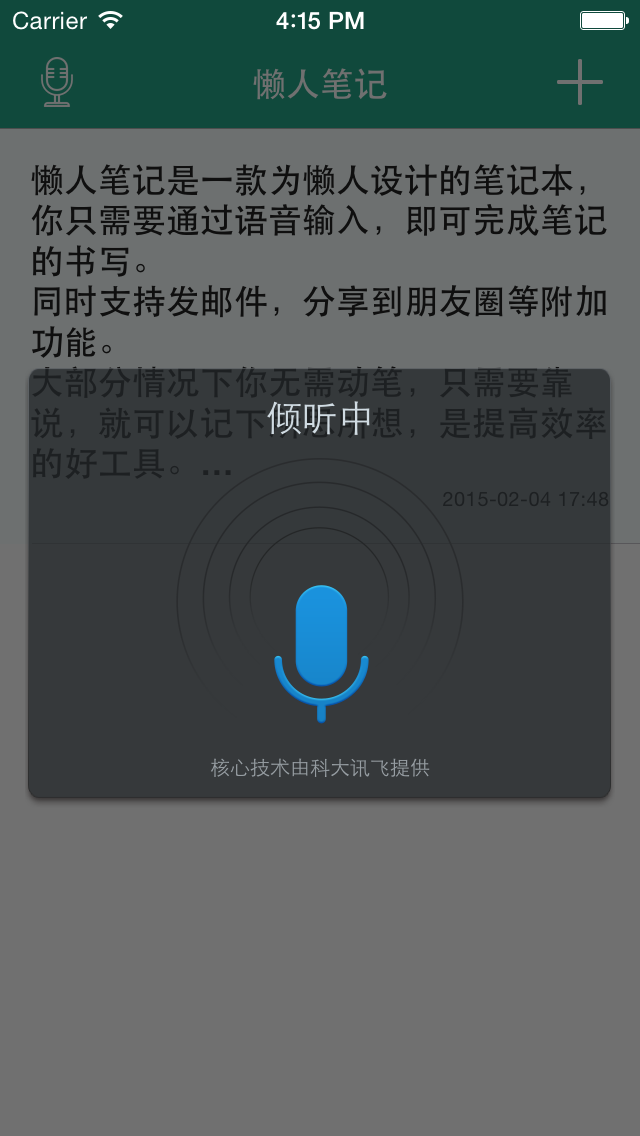 Carrier 4:15 PM
懒人笔记
懒人笔记是一款为懒人设计的笔记本，
你只需要通过语音输入，即可完成笔记
的书写。
同时支持发邮件，分享到朋友圈等附加
功能。
大部分情况下你无需动笔，只需要靠
说，就可以记下 所想，是提高效率
的好工具。...
倾听中
2015-02-04 17:48
核心技术由科大讯飞提供